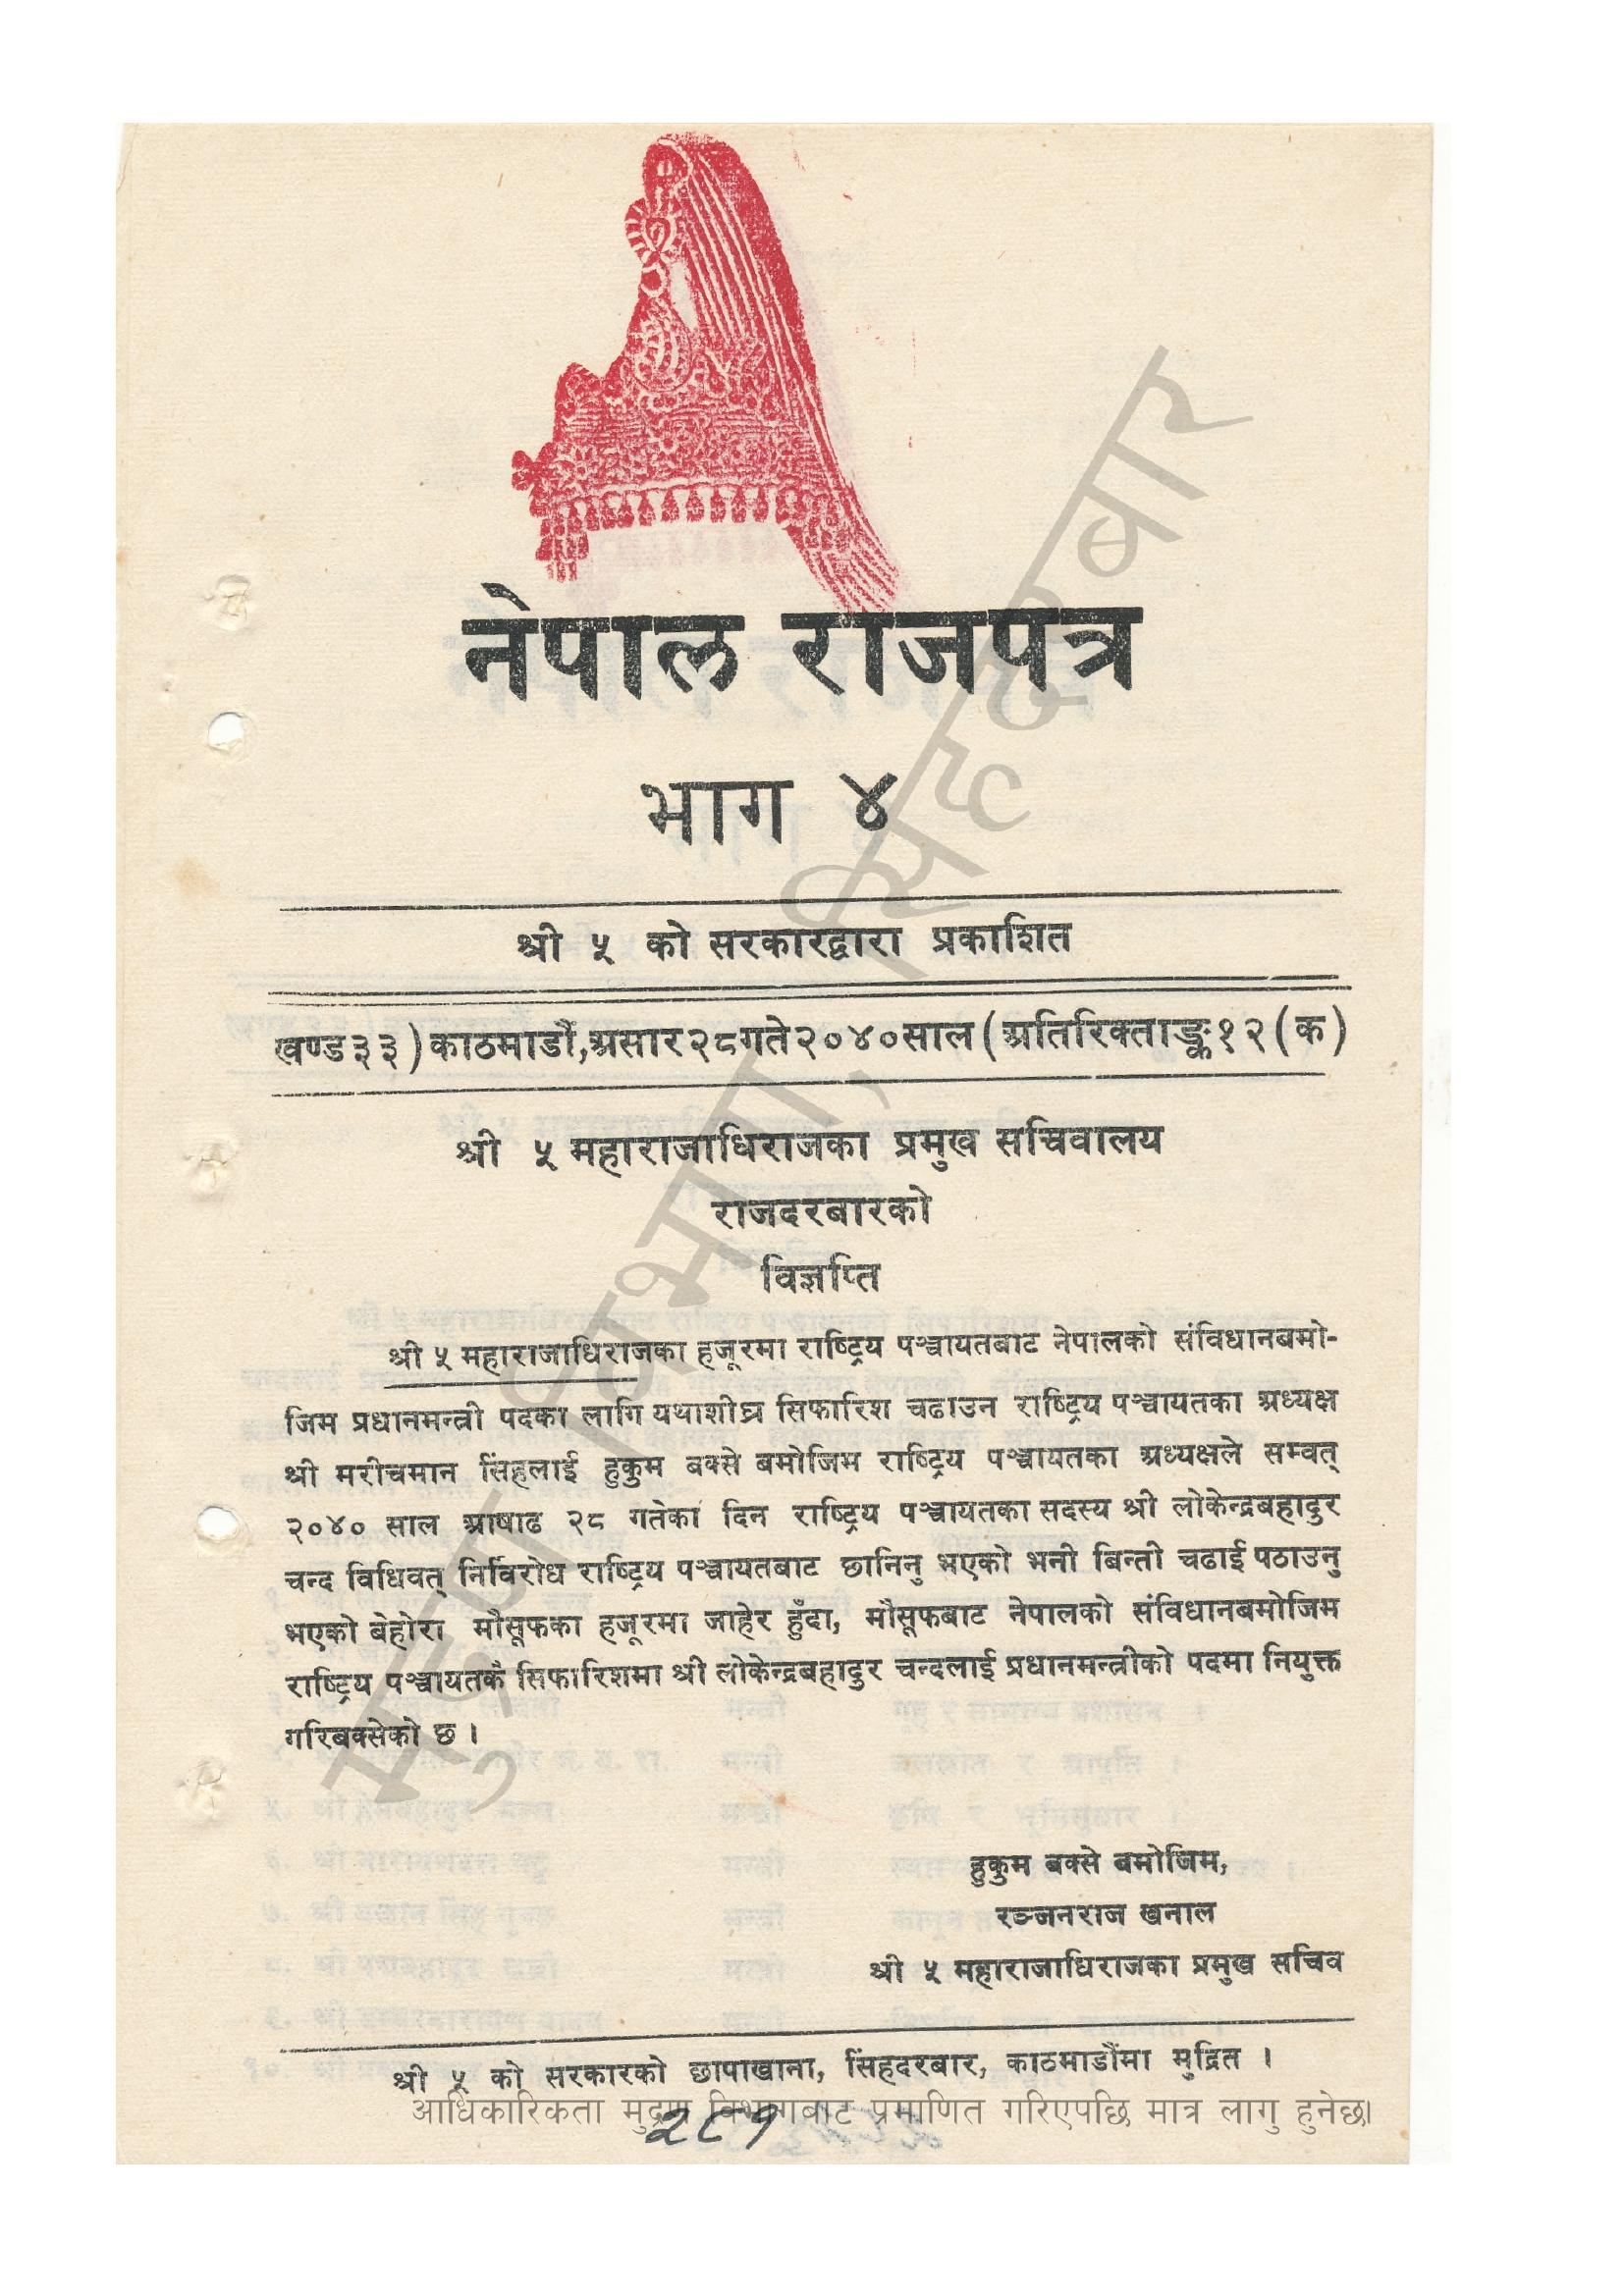 नेपाल राजपत्र
भाग ४
श्री ५ को सरकारद्वारा प्रकाशित
खण्ड ३३) काठमाडौं, असार २८ गते २०४० साल (अतिरिक्ताङ्क १२ (क)
श्री ५ महाराजाधिराजका प्रमुख सचिवालय
राजदरबारको
विज्ञप्ति
श्री ५ महाराजाधिराजका हजूरमा राष्ट्रिय पञ्चायतबाट नेपालको संविधानबमो-
जिम प्रधानमन्त्री पदका लागि यथाशीघ्र सिफारिश चढाउन राष्ट्रिय पञ्चायतका अध्यक्ष
श्री मरीचमान सिंहलाई हुकुम बक्से बमोजिम राष्ट्रिय पञ्चायतका अध्यक्षले सम्वत्
२०४० साल आषाढ २८ गतेका दिन राष्ट्रिय पञ्चायतका सदस्य श्री लोकेन्द्रबहादुर
चन्द विधिवत् निर्विरोध राष्ट्रिय पञ्चायतबाट छानिनु भएको भनी बिन्ती चढाई पठाउनु
भएको बेहोरा मौसूफका हजूरमा जाहेर हुँदा, मौसूफबाट नेपालको संविधानबमोजिम
राष्ट्रिय पञ्चायतकै सिफारिशमा श्री लोकेन्द्रबहादुर चन्दलाई प्रधानमन्त्रीको पदमा नियुक्त
गरिबक्सेको छ ।
हुकुम बक्से बमोजिम,
रञ्जनराज खनाल
श्री ५ महाराजाधिराजका प्रमुख सचिव
श्री ५ को सरकारको छापाखाना, सिंहदरबार, काठमाडौंमा मुद्रित ।
आधिकारिकता मुद्रण विभागबाट प्रमाणित गरिएपछि मात्र लागु हुनेछ।
२८१
मुद्रण विभाग, सिंहदरबार